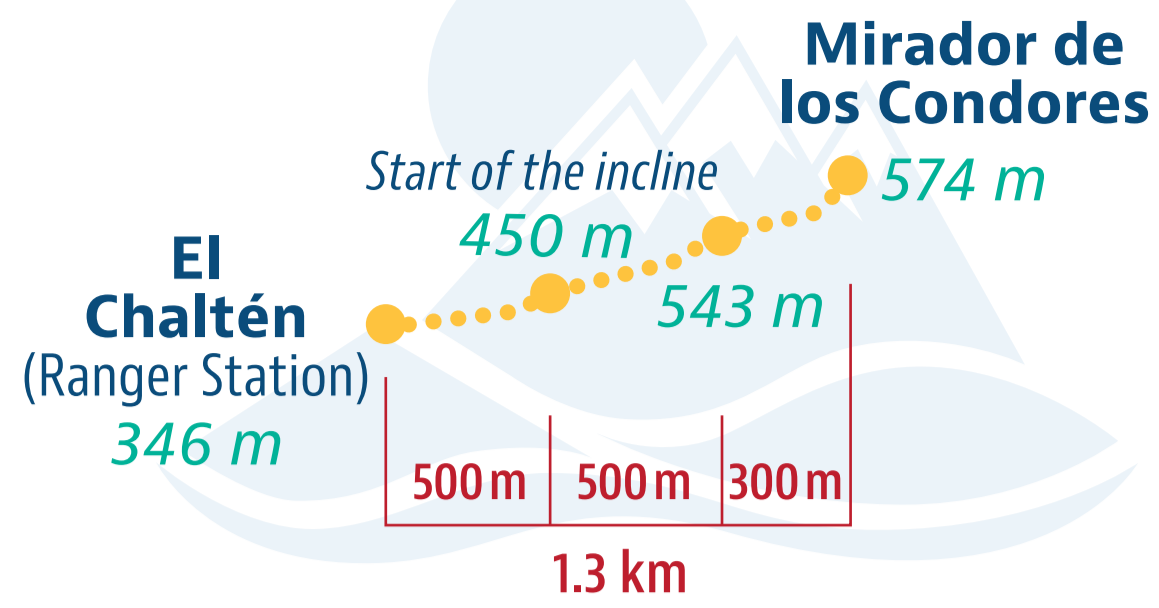 Mirador de
los Condores
574 m
Start of the incline
450 m
543 m
El
Chaltén
(Ranger Station)
346 m
500 m
500 m
300 m
1.3 km